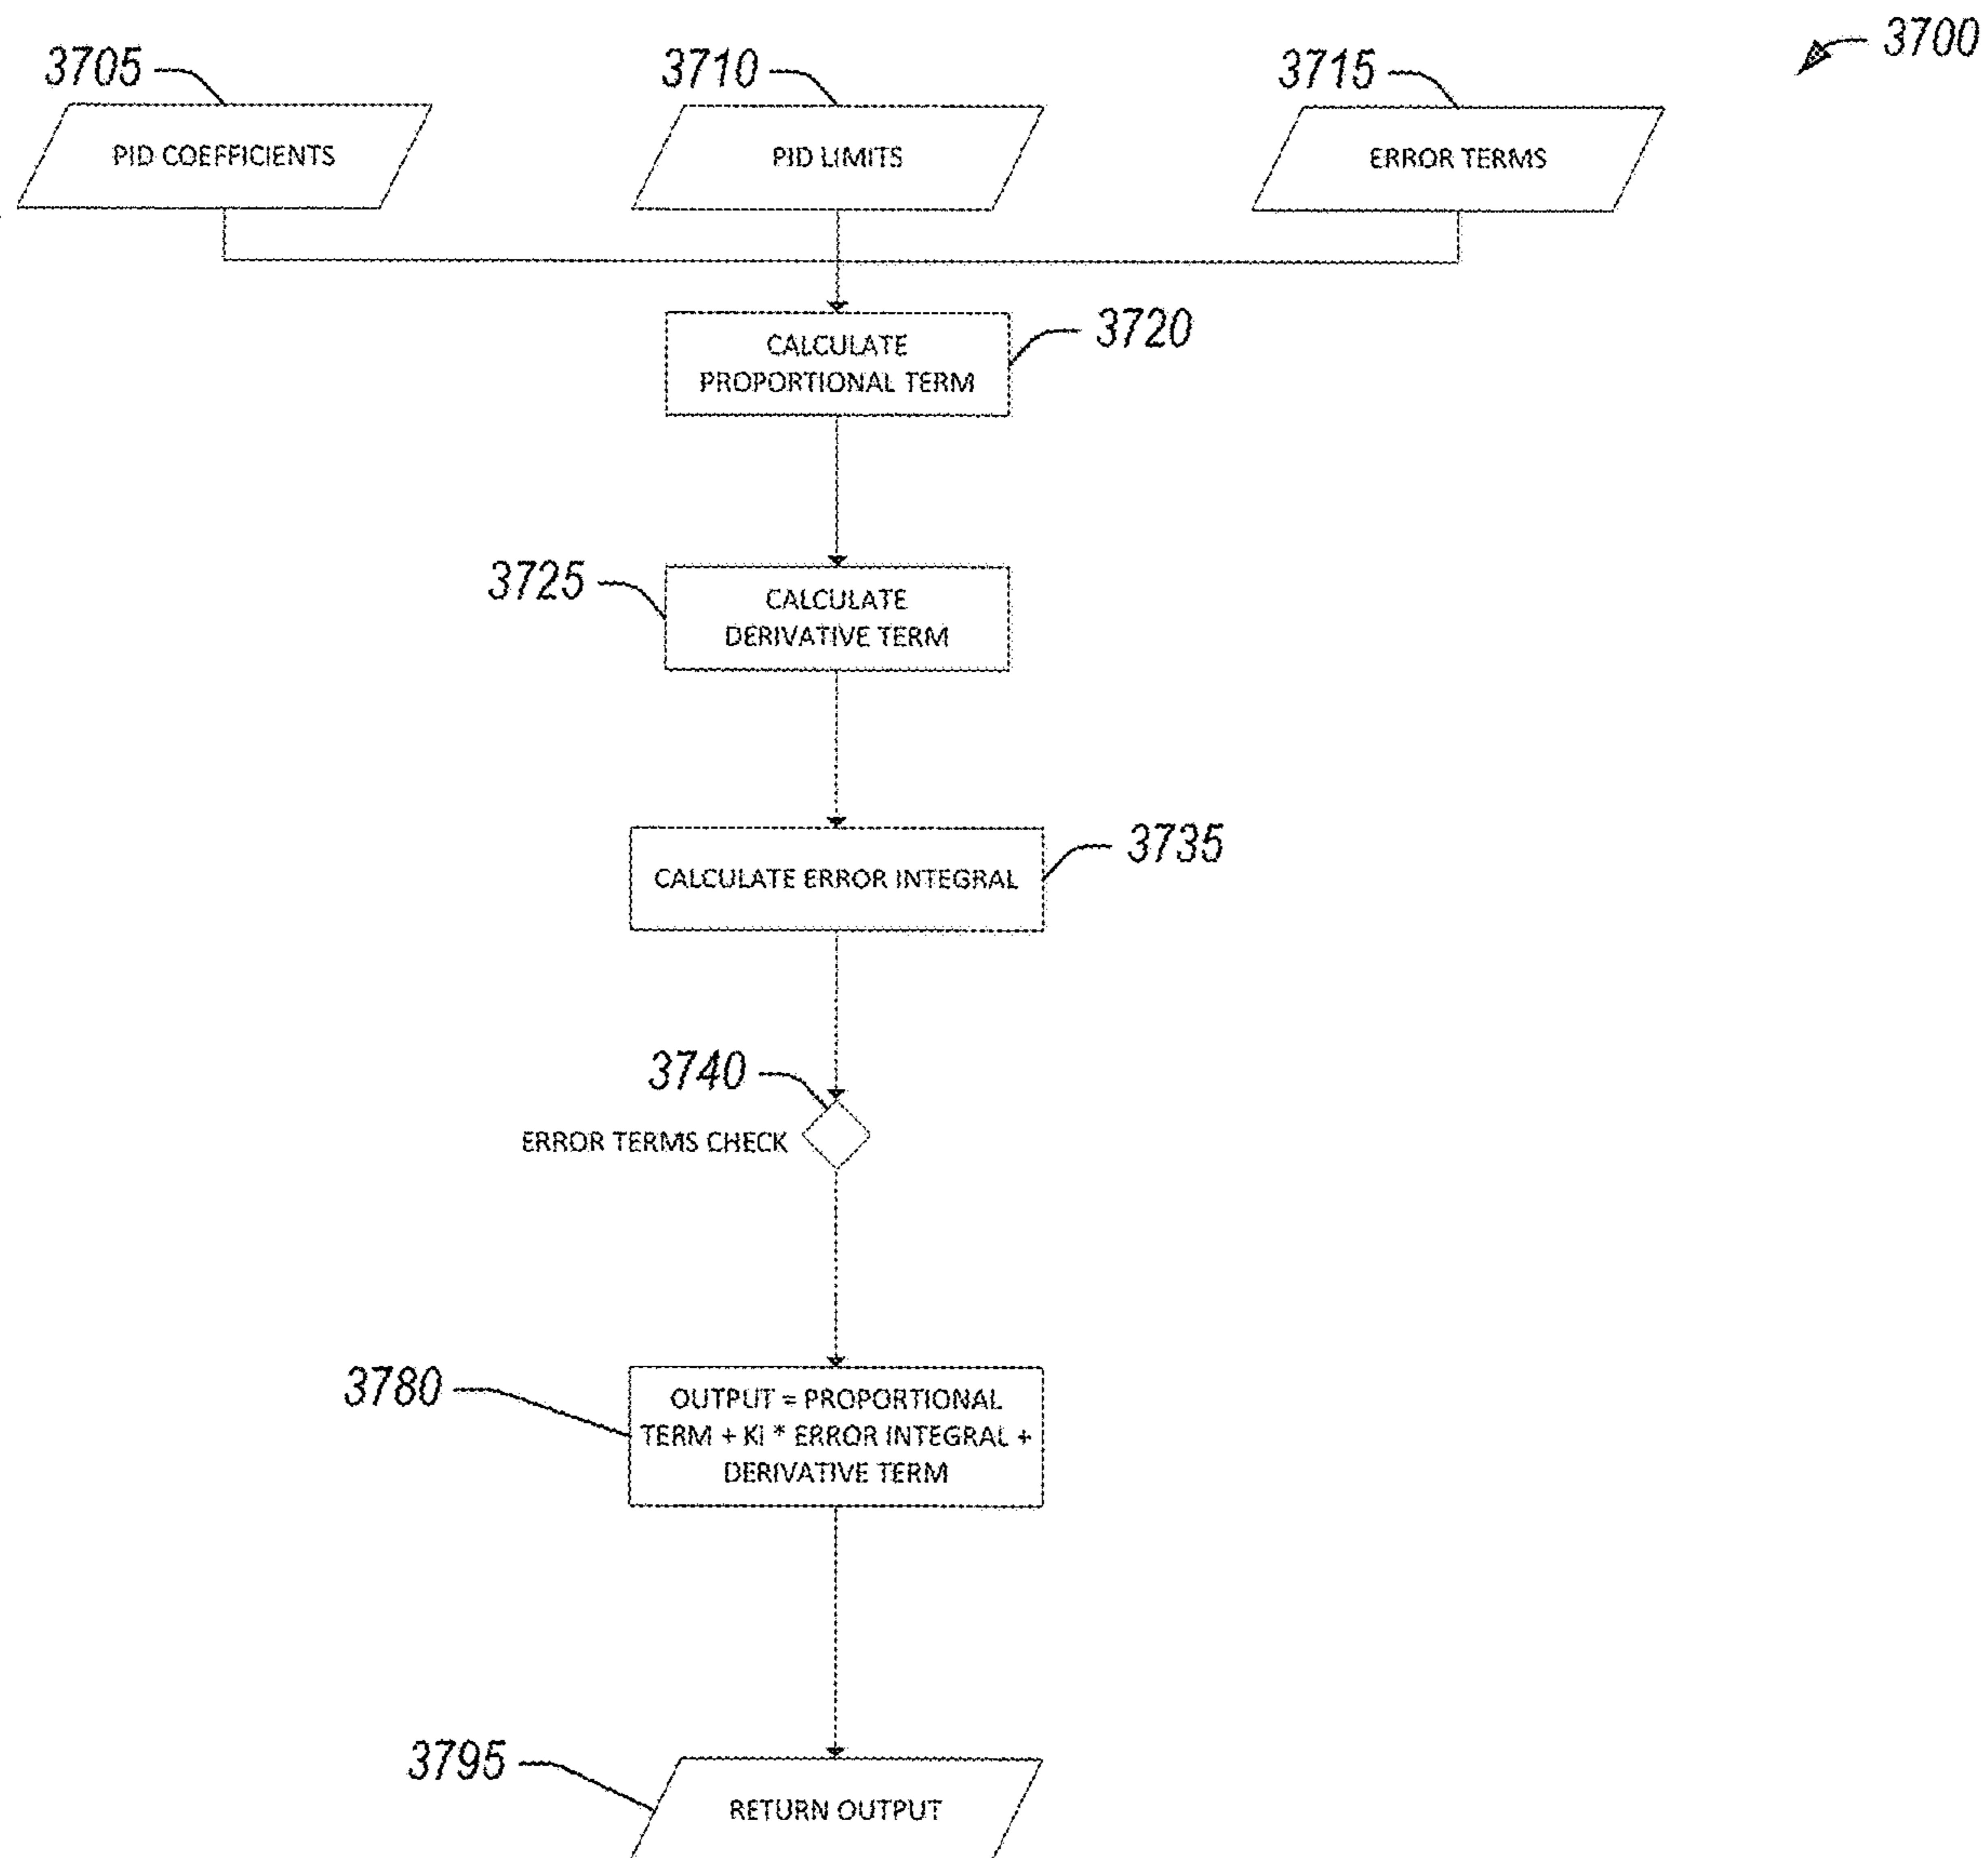 3700
3705
3710
3715
PID COEFFICIENTS
PID LIMITS
ERROR TERMS
3720
CALCULATE
PROPORTIONAL TERM
3725
CALCULATE
DERIVATIVE TERM
3735
CALCULATE ERROR INTEGRAL
3740
ERROR TERMS CHECK
3780
OUTPUT = PROPORTIONAL
TERM + KI * ERROR INTEGRAL +
DERIVATIVE TERM
3795
RETURN OUTPUT